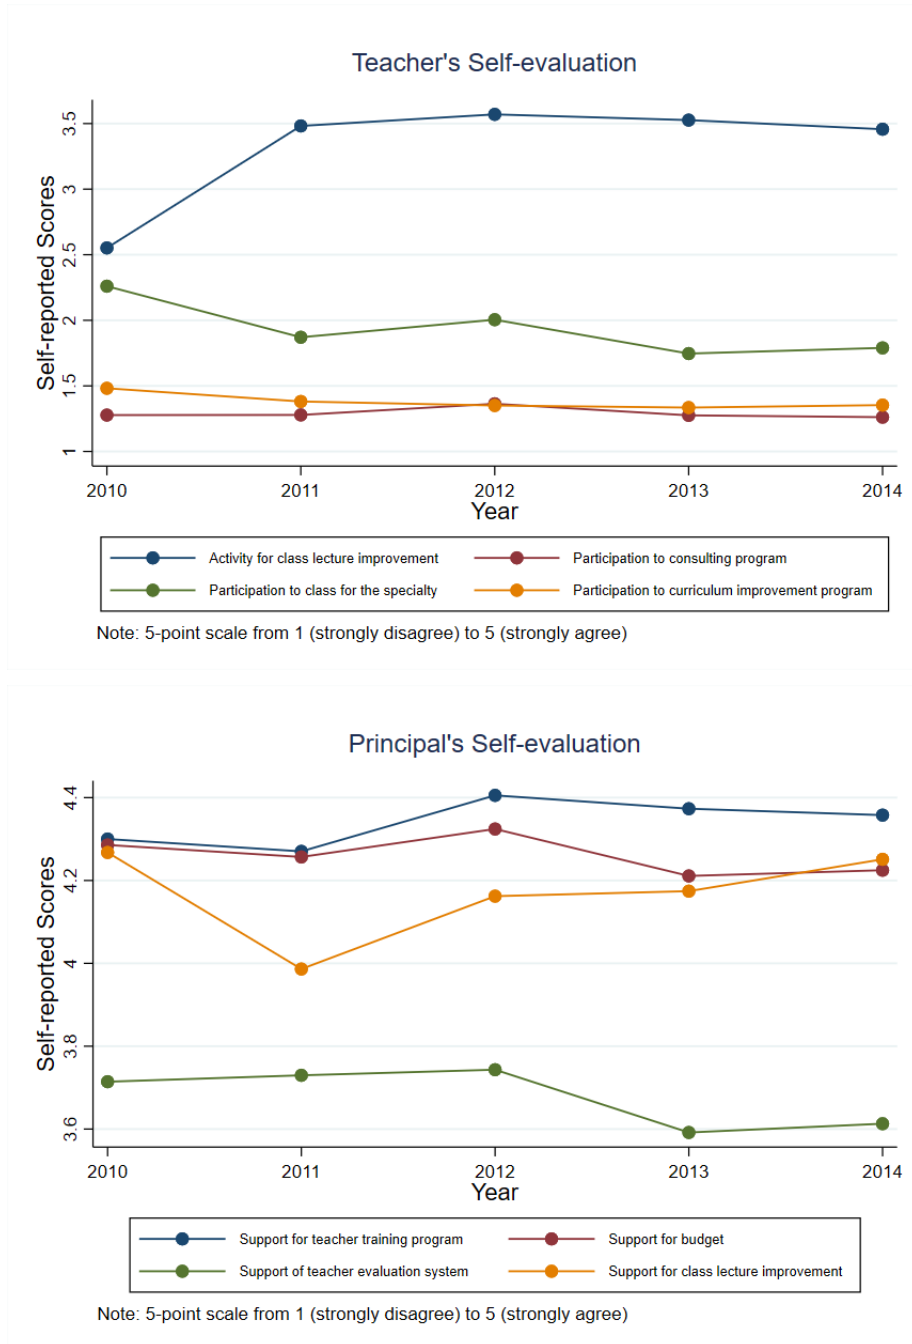 Teacher's Self-evaluation
Self-reported Scores
3.5
3
2.5
2
1.5
1
2010 2011 2012 2013 2014
Year
Activity for class lecture improvement Participation to consulting program
Participation to class for the specialty Participation to curriculum improvement program
Note: 5-point scale from 1 (strongly disagree) to 5 (strongly agree)
Principal's Self-evaluation
Self-reported Scores
4.4
4.2
4
3.8
3.6
2010 2011 2012 2013 2014
Year
Support for teacher training program Support for budget
Support of teacher evaluation system Support for class lecture improvement
Note: 5-point scale from 1 (strongly disagree) to 5 (strongly agree)